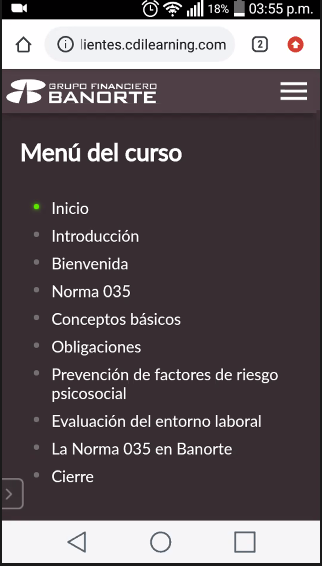 18% 03:55 p.m.
lientes.cdilearning.com 2
GRUPO FINANCIERO
BANORTE
Menú del curso
Inicio
Introducción
Bienvenida
Norma 035
Conceptos básicos
Obligaciones
Prevención de factores de riesgo
psicosocial
Evaluación del entorno laboral
La Norma 035 en Banorte
Cierre